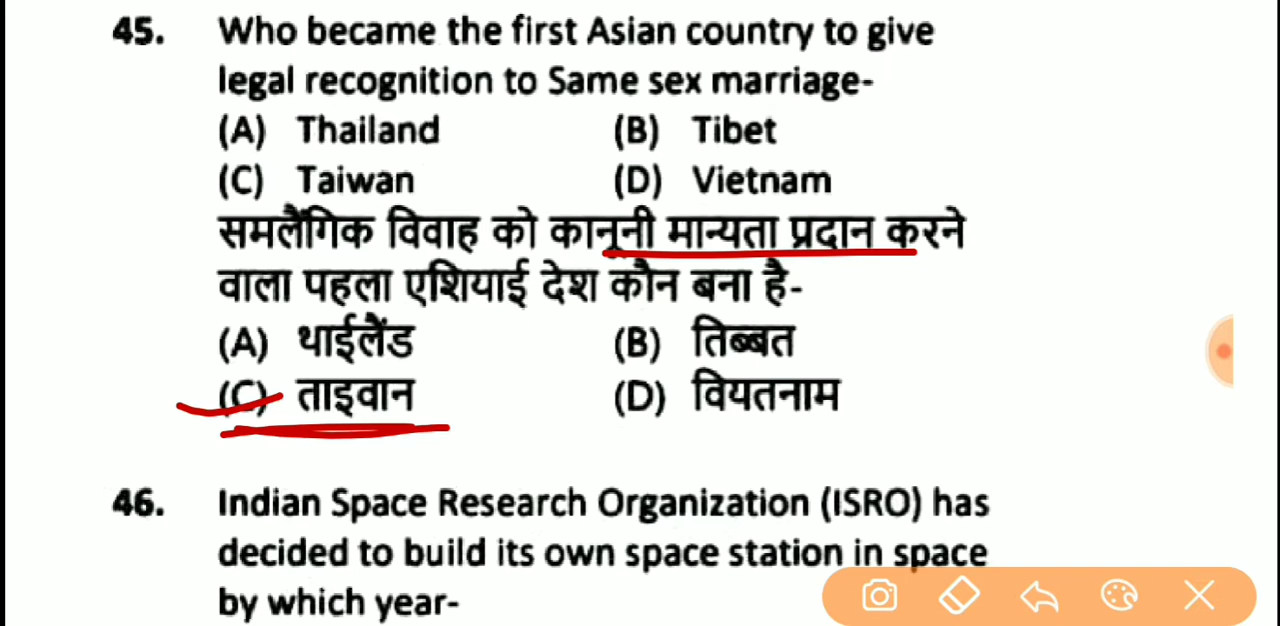 45. Who became the first Asian country to give
legal recognition to Same sex marriage-
(A) Thailand (B) Tibet
(C) Taiwan (D) Vietnam
समलैंगिक विवाह को कानूनी मान्यता प्रदान करने
वाला पहला एशियाई देश कौन बना है-
(A) थाईलैंड (B) तिब्बत
(C) ताइवान (D) वियतनाम
46. Indian Space Research Organization (ISRO) has
decided to build its own space station in space
by which year-